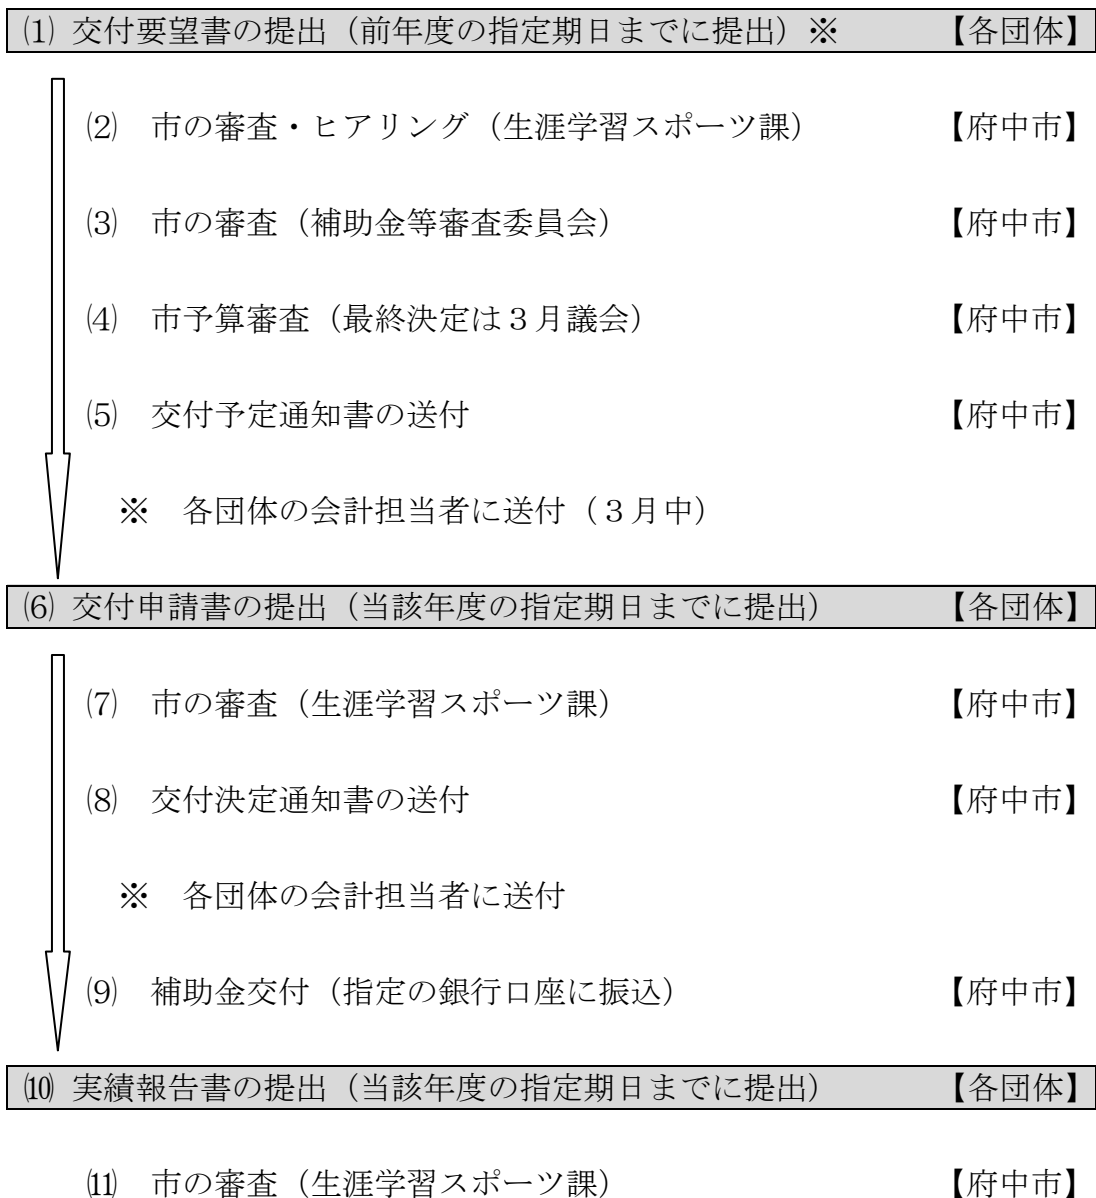 ⑴ 交付要望書の提出（前年度の指定期日までに提出）※ 【各団体】
⑵ 市の審査・ヒアリング（生涯学習スポーツ課） 【府中市】
⑶ 市の審査（補助金等審査委員会） 【府中市】
⑷ 市予算審査（最終決定は３月議会） 【府中市】
⑸ 交付予定通知書の送付 【府中市】
※ 各団体の会計担当者に送付（３月中）
⑹ 交付申請書の提出（当該年度の指定期日までに提出） 【各団体】
⑺ 市の審査（生涯学習スポーツ課） 【府中市】
⑻ 交付決定通知書の送付 【府中市】
※ 各団体の会計担当者に送付
⑼ 補助金交付（指定の銀行口座に振込） 【府中市】
⑽ 実績報告書の提出（当該年度の指定期日までに提出） 【各団体】
⑾ 市の審査（生涯学習スポーツ課） 【府中市】